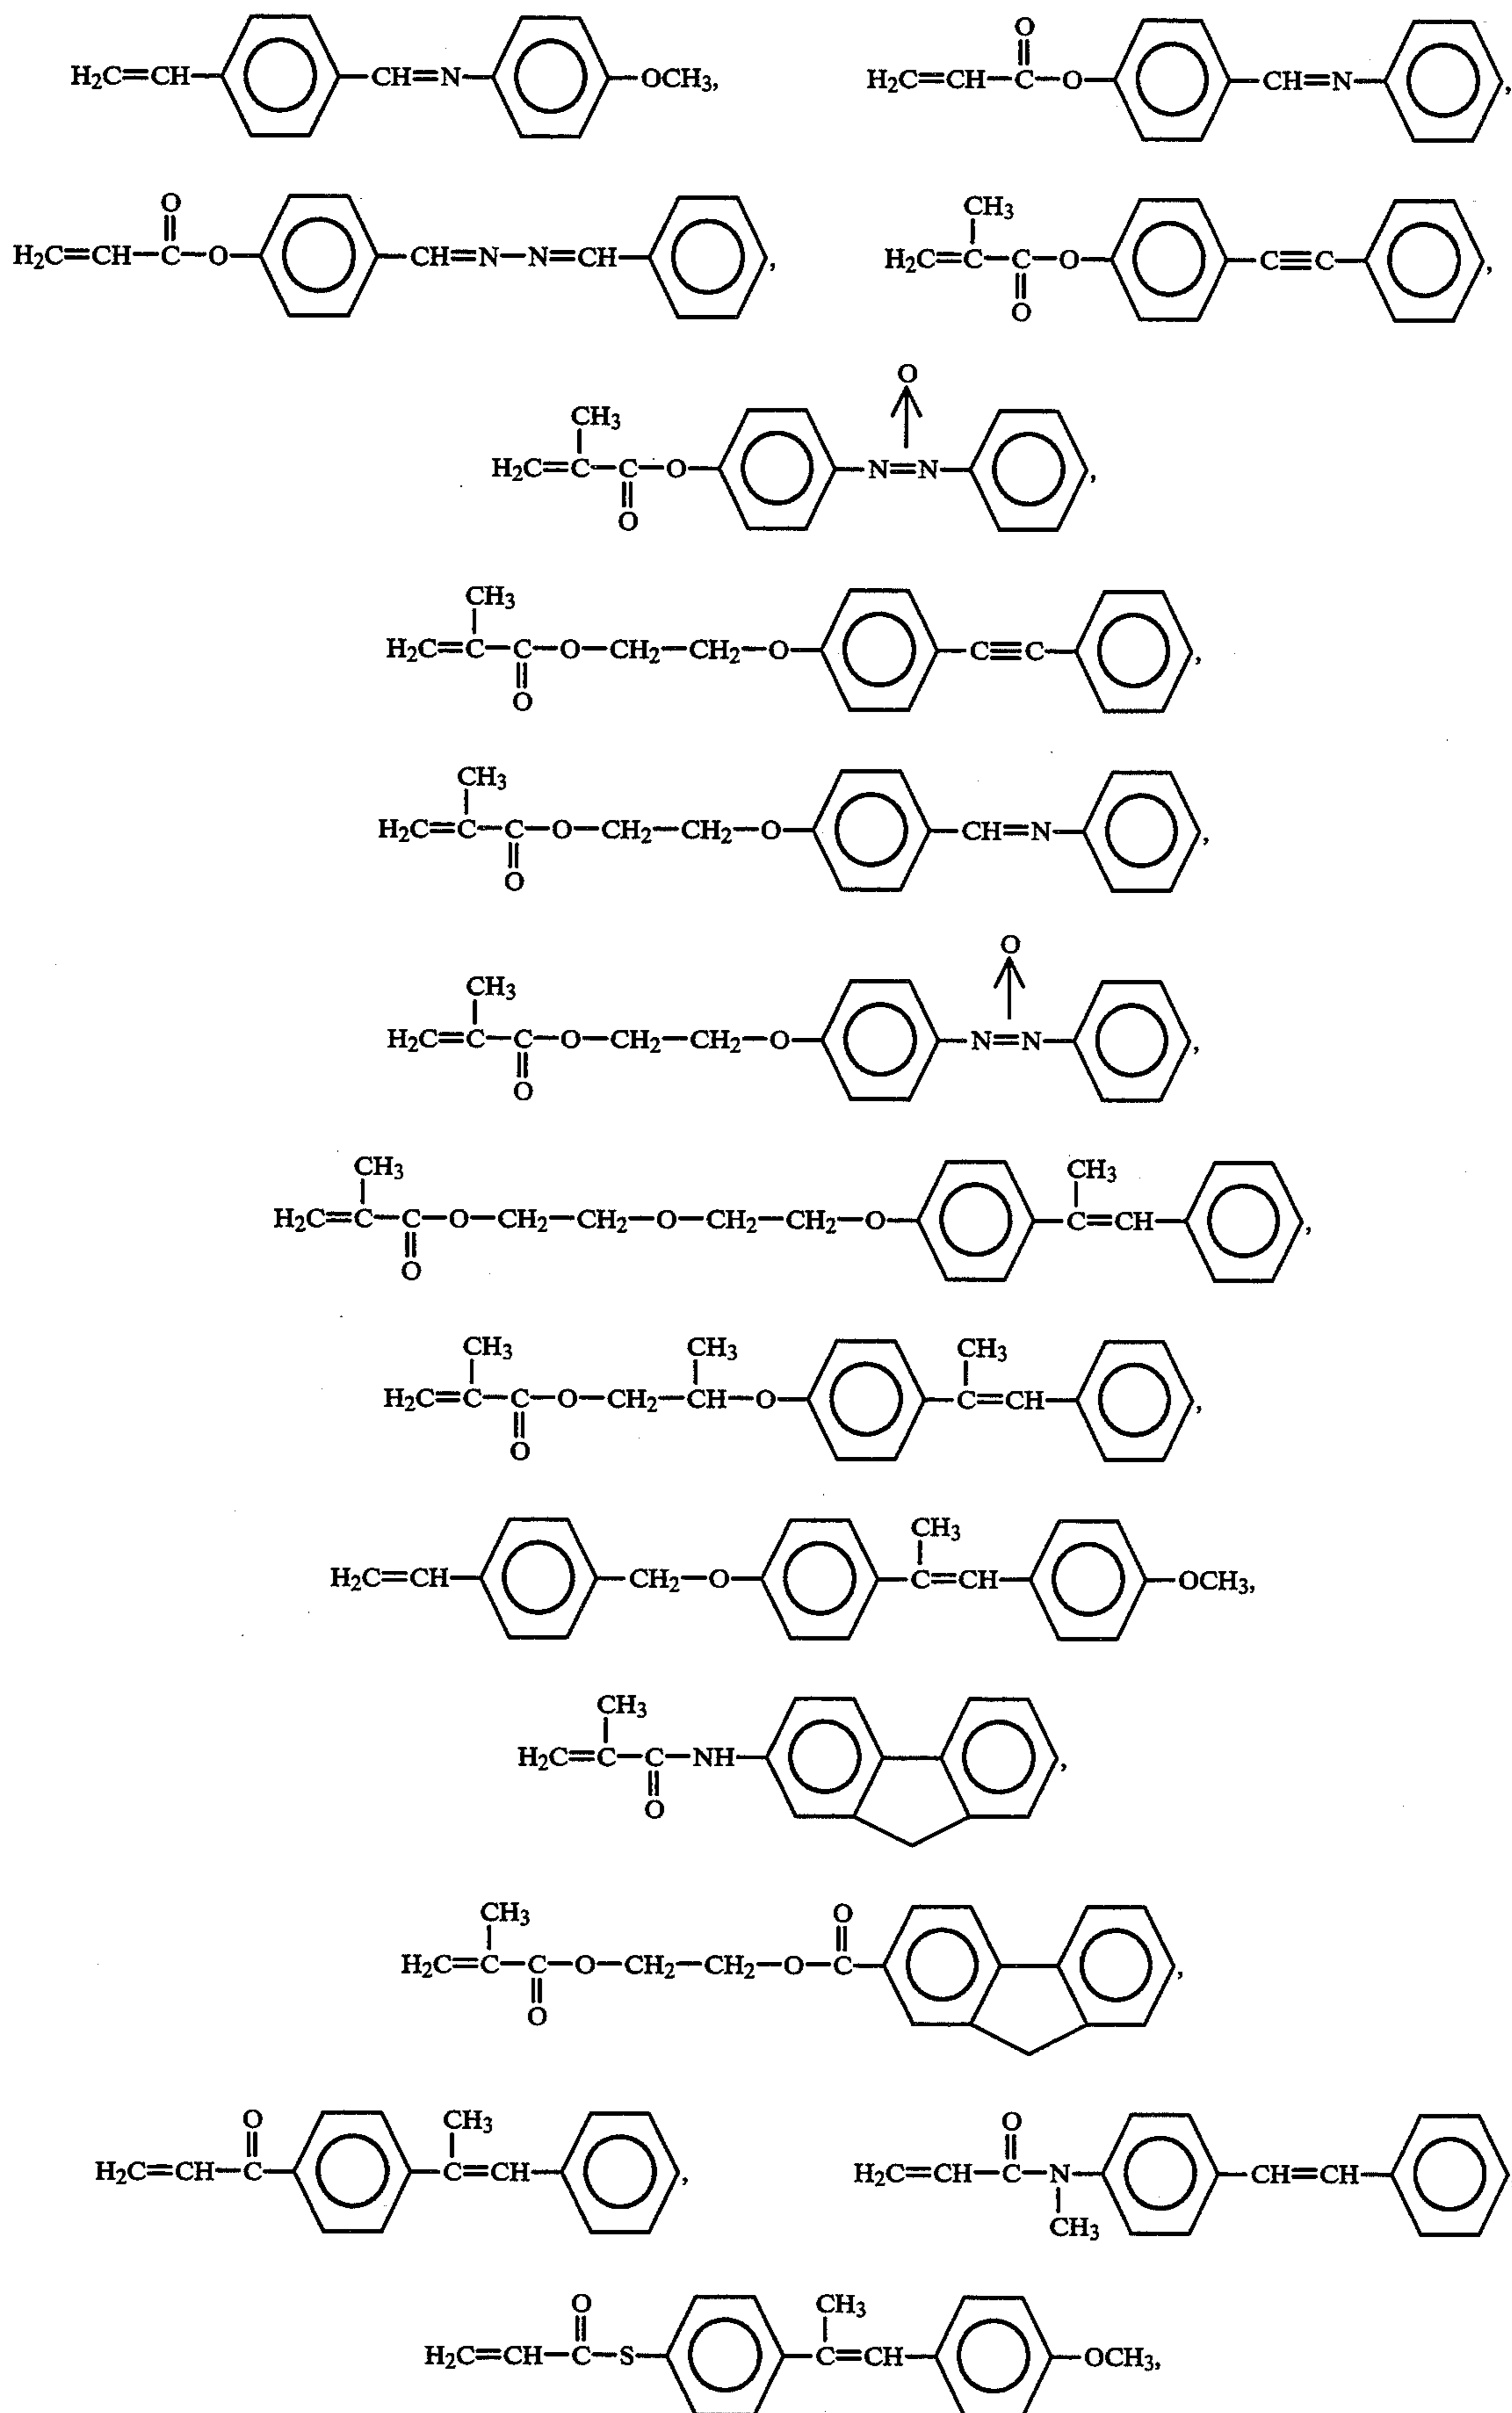 H2C=CH CH=N OCH3, H2C=CH-C-O CH=N ,
O
H2C=CH-C-O CH=N-N=CH , CH3
O H2C=C-C-O C≡C ,
O
O
CH3
H2C=C-C-O N=N ,
O
CH3
H2C=C-C-O-CH2-CH2-O C≡C ,
O
CH3
H2C=C-C-O-CH2-CH2-O CH=N ,
O
O
CH3
H2C=C-C-O-CH2-CH2-O N=N ,
O
CH3 CH3
H2C=C-C-O-CH2-CH2-O-CH2-CH2-O C=CH ,
O
CH3 CH3 CH3
H2C=C-C-O-CH2-CH-O C=CH ,
O
CH3
H2C=CH CH2-O C=CH OCH3,
CH3
H2C=C-C-NH ,
O
CH3 O
H2C=C-C-O-CH2-CH2-O-C ,
O
O CH3 O
H2C=CH-C C=CH , H2C=CH-C-N CH=CH
CH3
O CH3
H2C=CH-C-S C=CH OCH3,